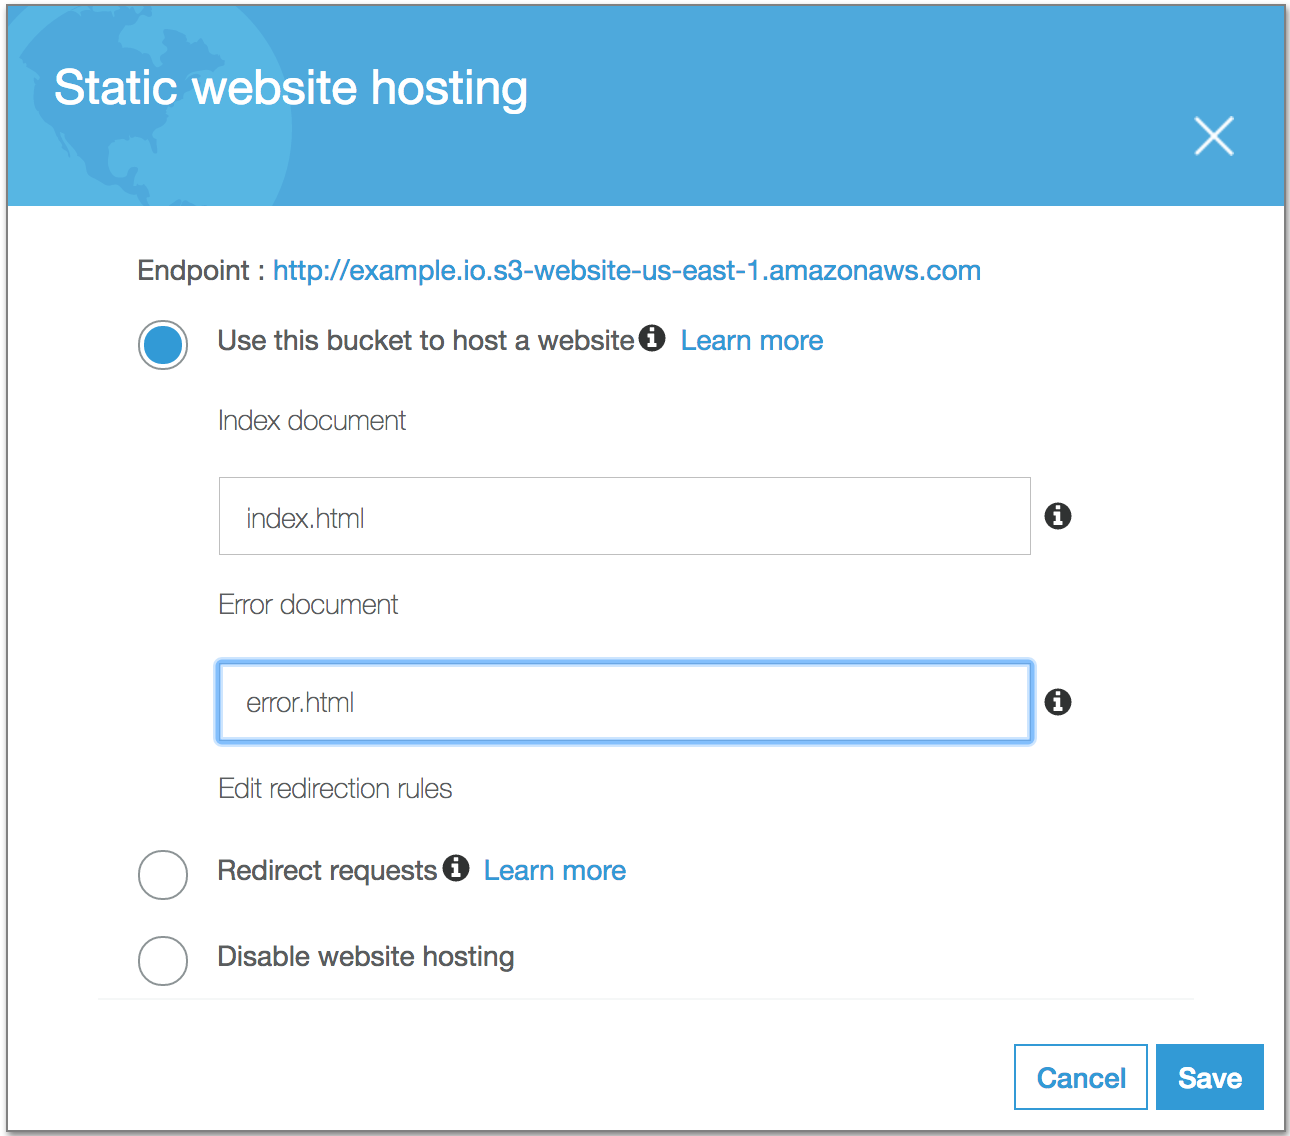 Static website hosting
Endpoint : http://example.io.s3-website-us-east-1.amazonaws.com
Use this bucket to host a website Learn more
Index document
index.html
Error document
error.html
Edit redirection rules
Redirect requests Learn more
Disable website hosting
Cancel Save